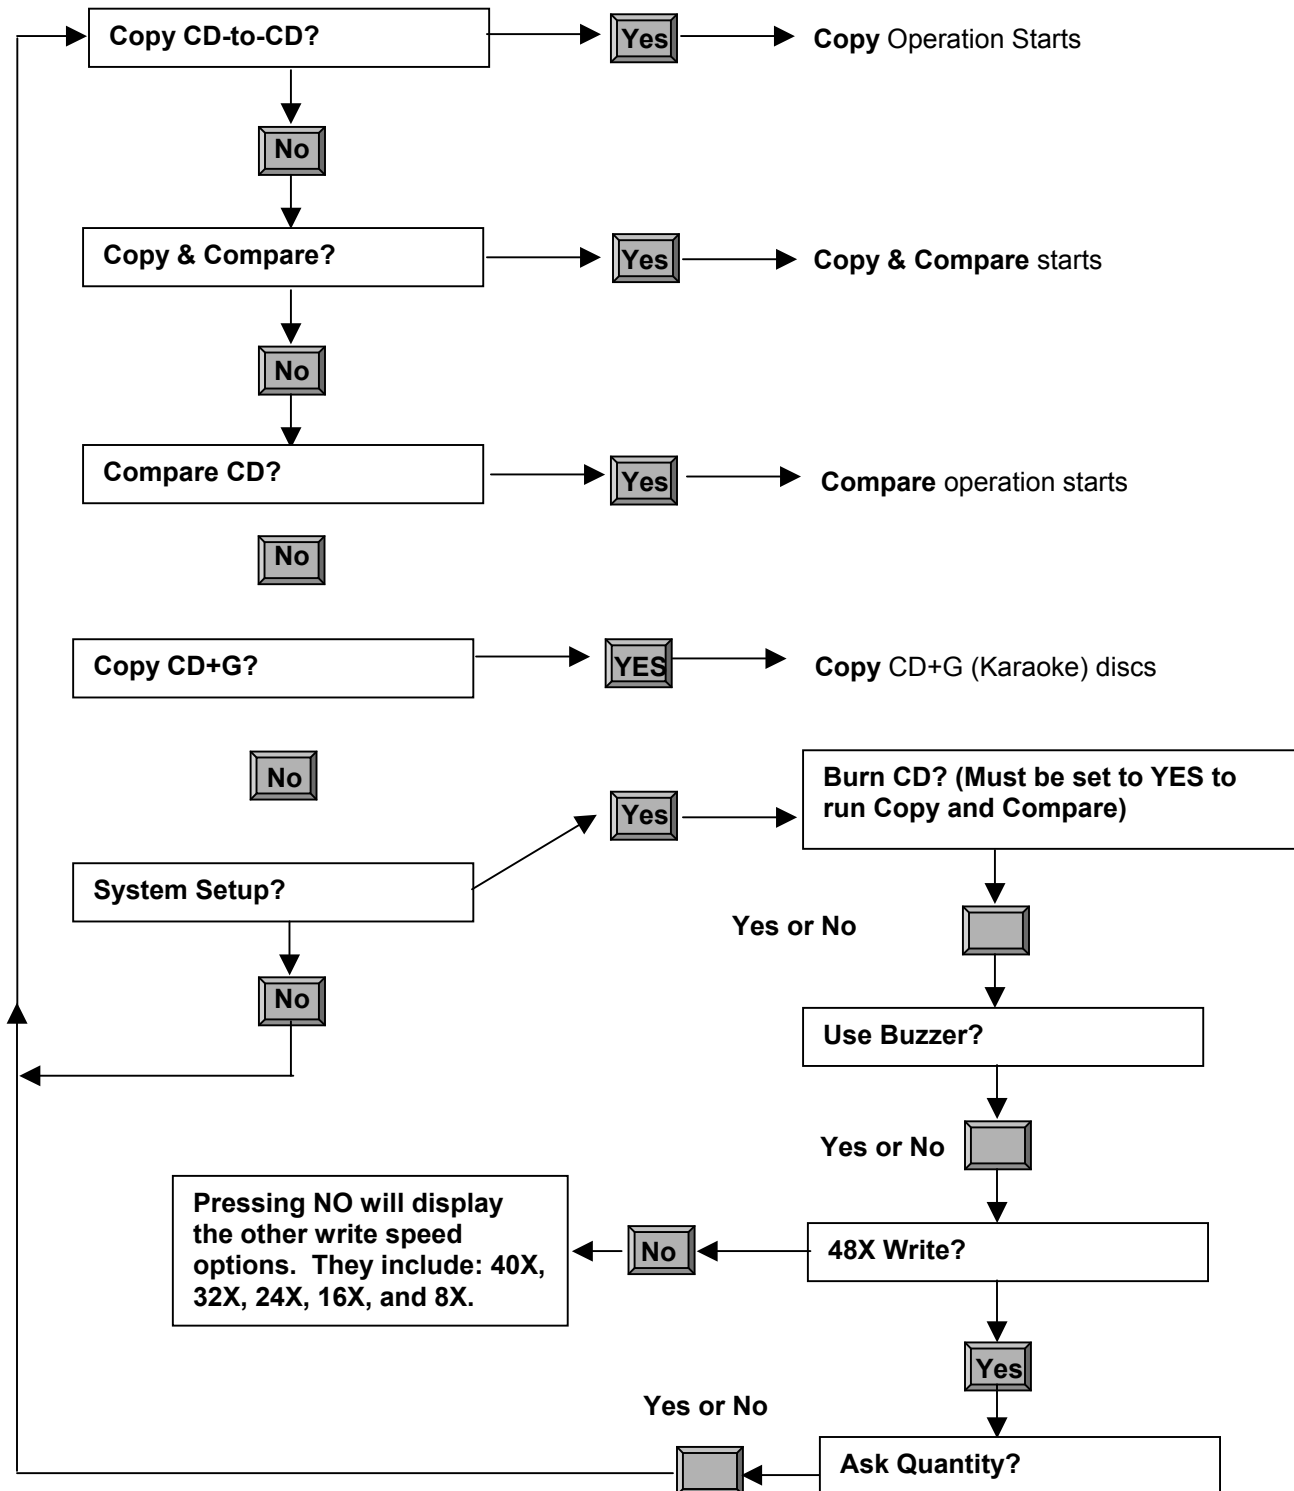 Copy CD-to-CD?
Yes
Copy Operation Starts
No
Copy & Compare?
Yes
Copy & Compare starts
No
Compare CD?
Yes
Compare operation starts
No
Copy CD+G?
YES
Copy CD+G (Karaoke) discs
No
System Setup?
Yes
Burn CD? (Must be set to YES to
run Copy and Compare)
No
Yes or No
Use Buzzer?
Yes or No
48X Write?
No
Pressing NO will display
the other write speed
options. They include: 40X,
32X, 24X, 16X, and 8X.
Yes
Ask Quantity?
Yes or No